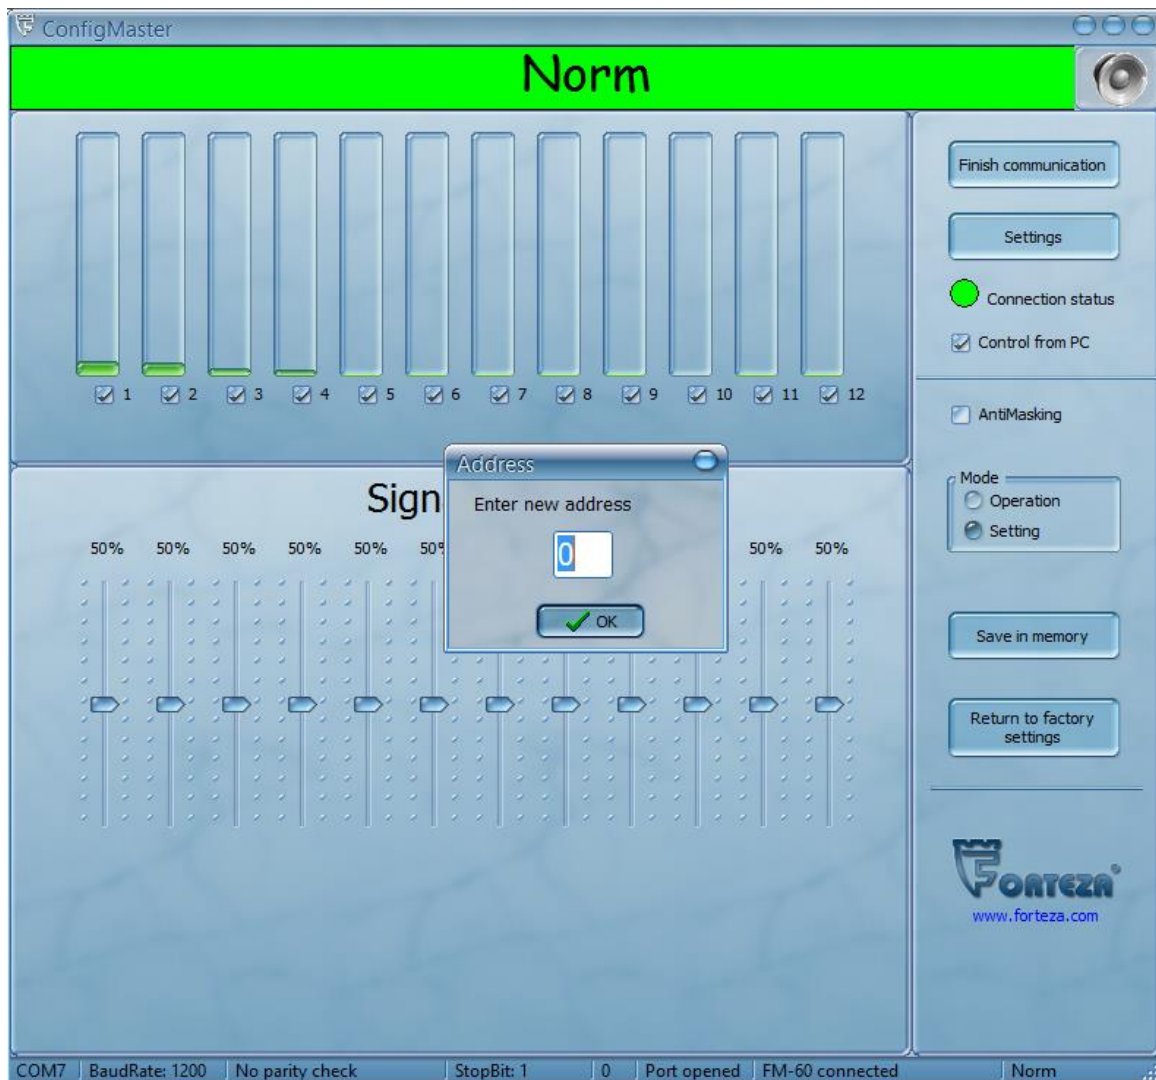 ConfigMaster
Norm
1 2 3 4 5 6 7 8 9 10 11 12
Sign
50% 50% 50% 50% 50% 50% 50% 50%
Address
Enter new address
0
OK
Finish communication
Settings
Connection status
Control from PC
AntiMasking
Mode
Operation
Setting
Save in memory
Return to factory
settings
FORTEZA®
www.forteza.com
COM7 BaudRate: 1200 No parity check StopBit: 1 0 Port opened FM-60 connected Norm